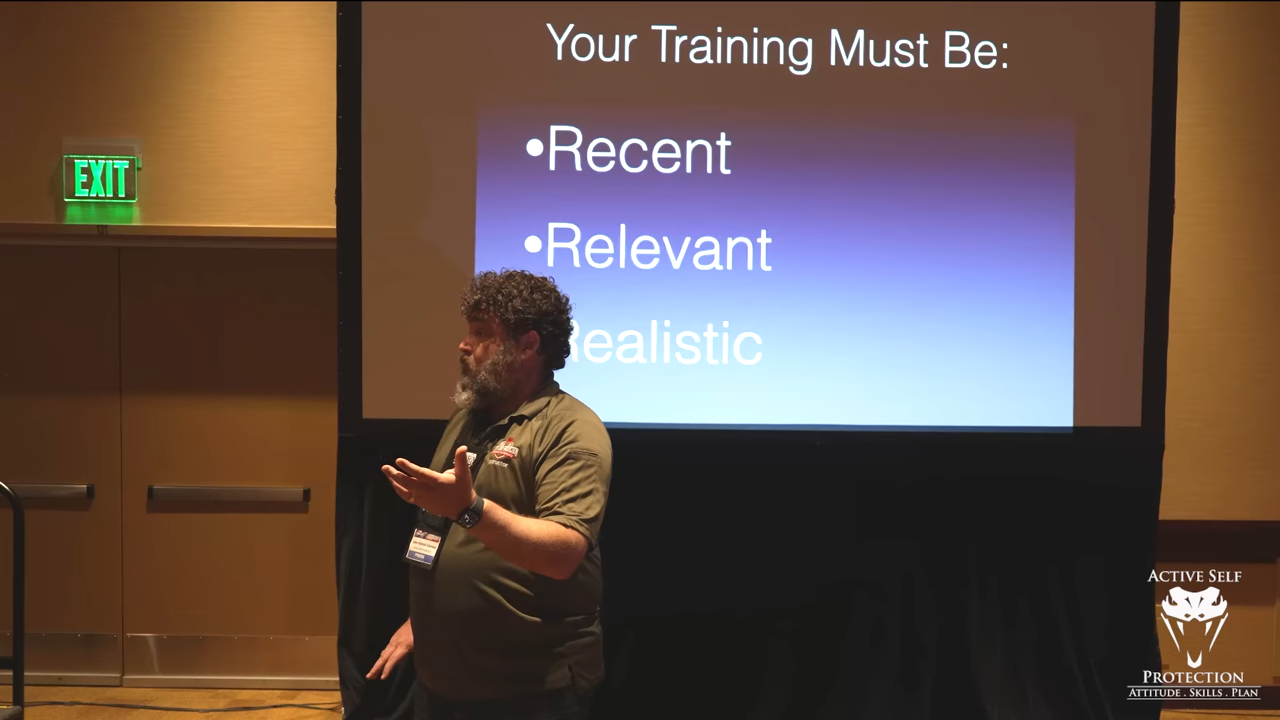 Your Training Must Be:
•Recent
•Relevant
Realistic
EXIT
ACTIVE SELF
PROTECTION
ATTITUDE . SKILLS . PLAN